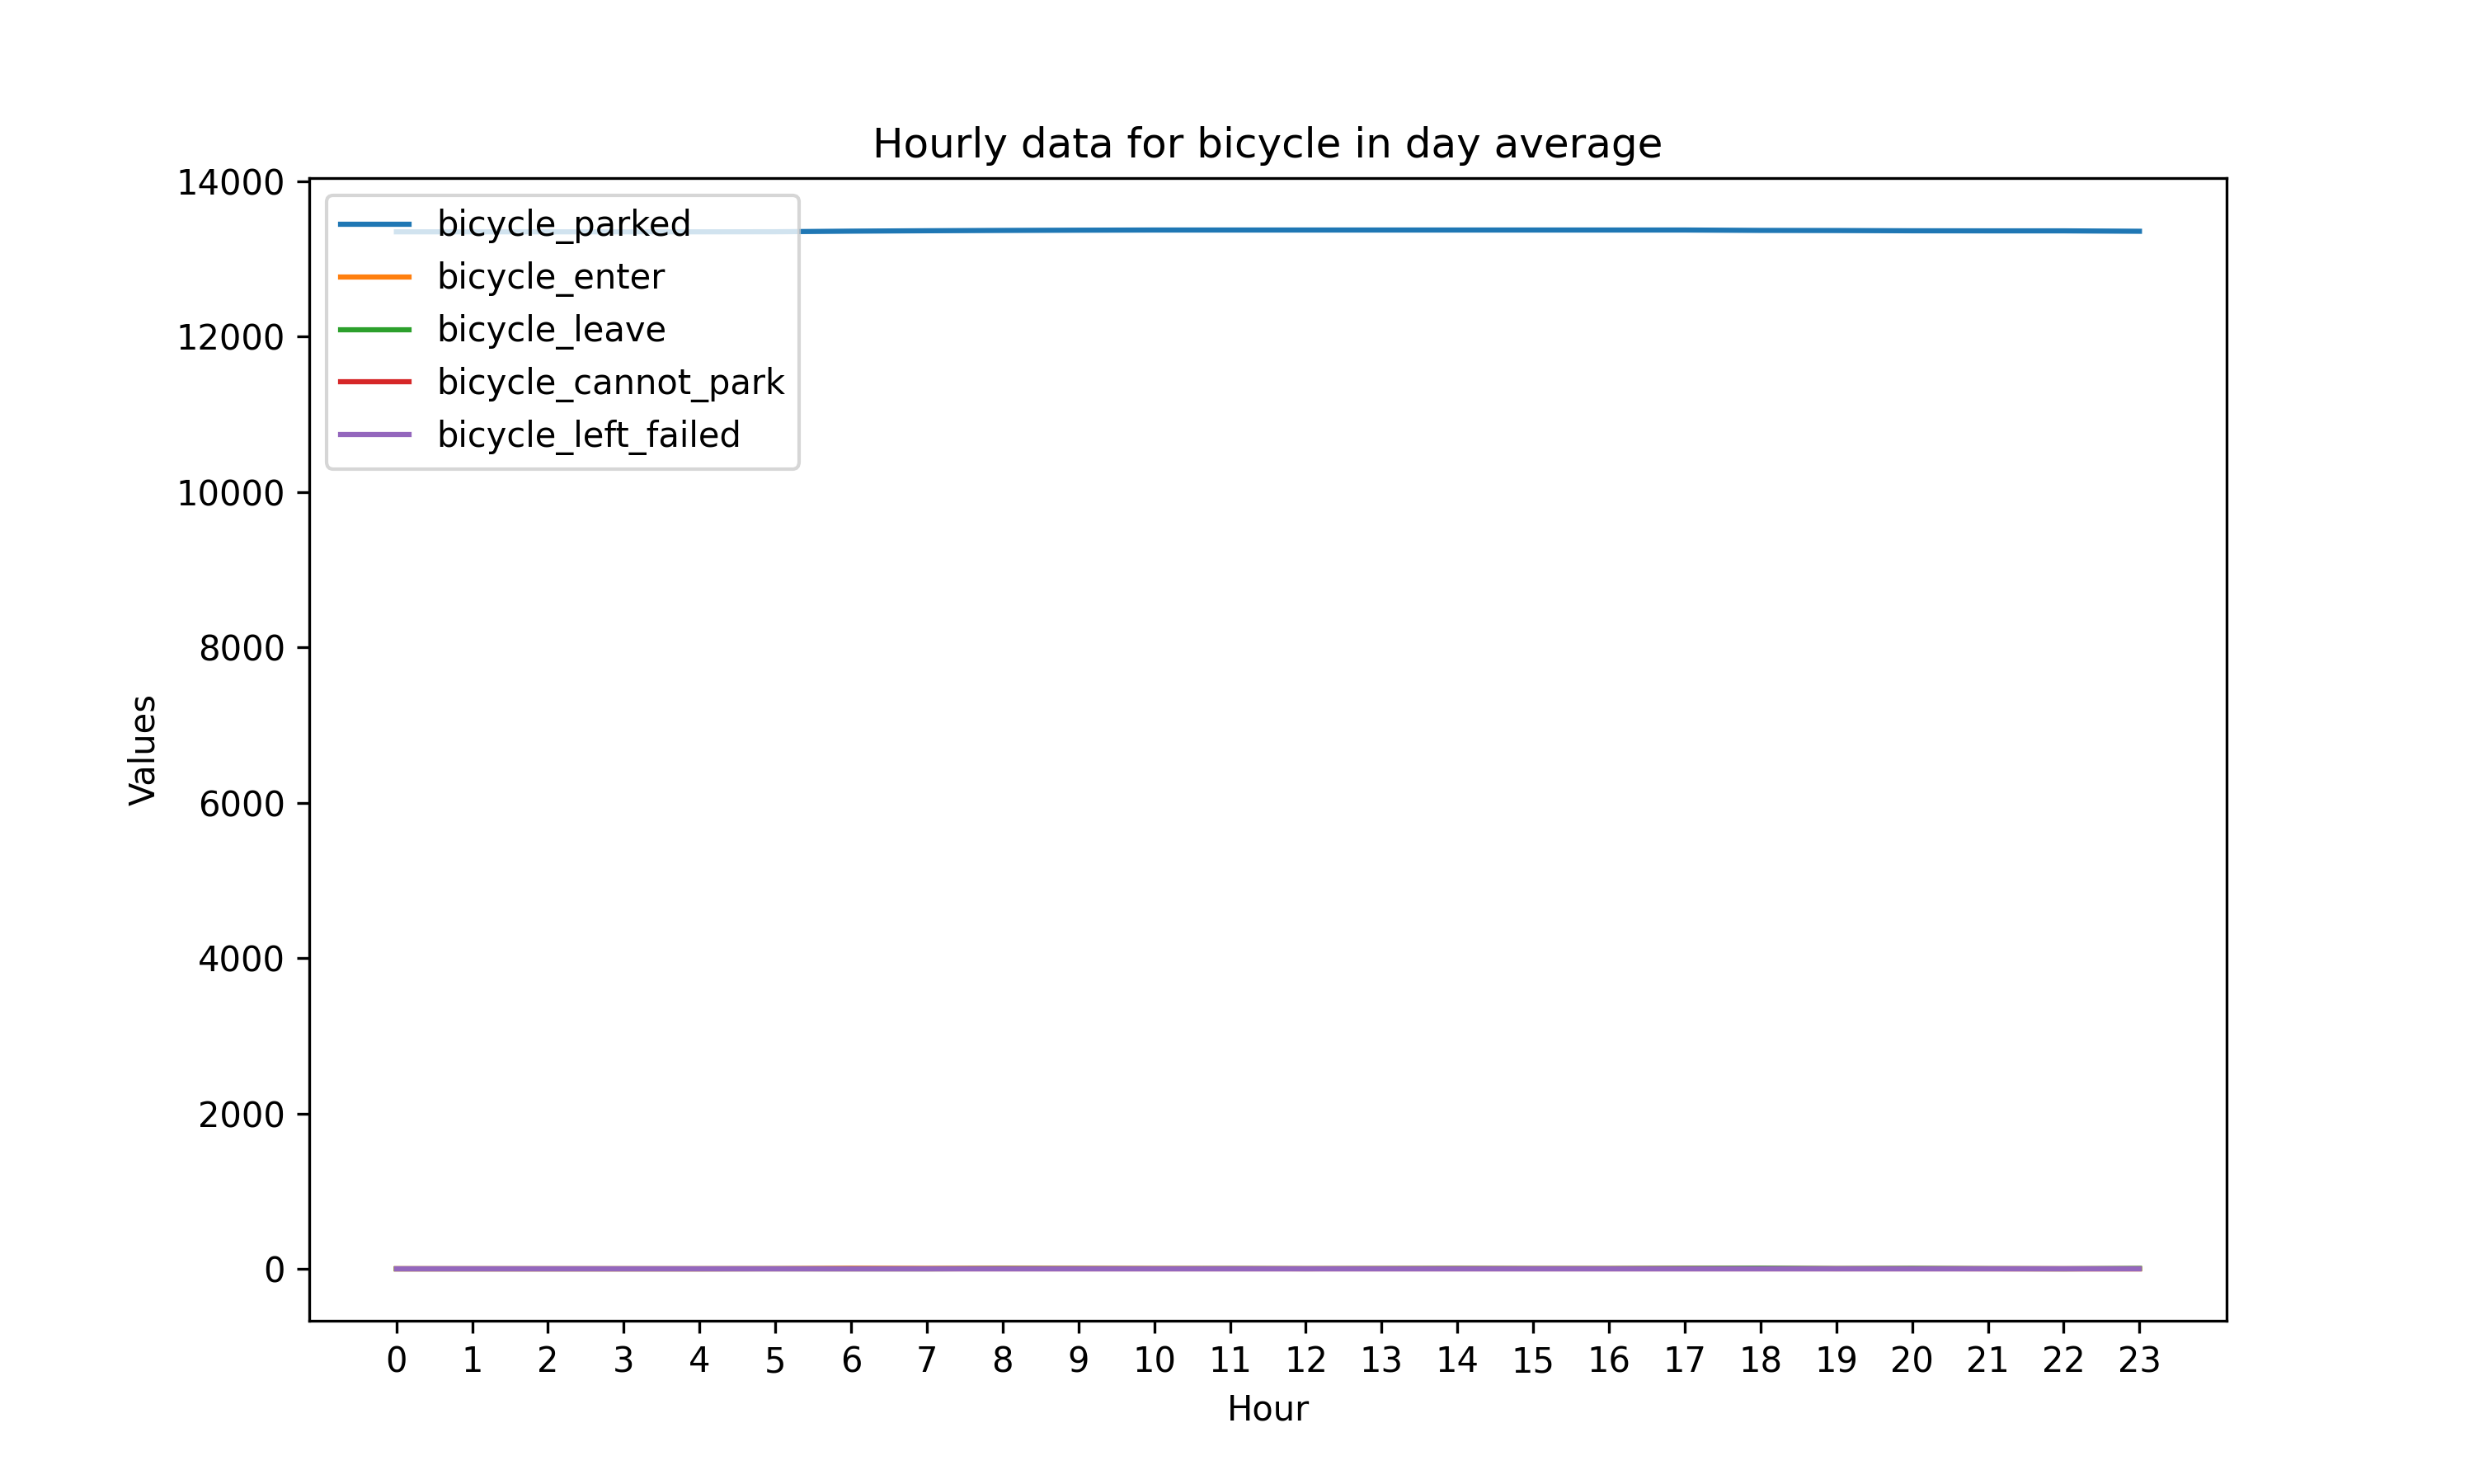 Hourly data for bicycle in day average
14000
12000
10000
8000
6000
4000
2000
0
Values
bicycle_parked
bicycle_enter
bicycle_leave
bicycle_cannot_park
bicycle_left_failed
0 1 2 3 4 5 6 7 8 9 10 11 12 13 14 15 16 17 18 19 20 21 22 23
Hour